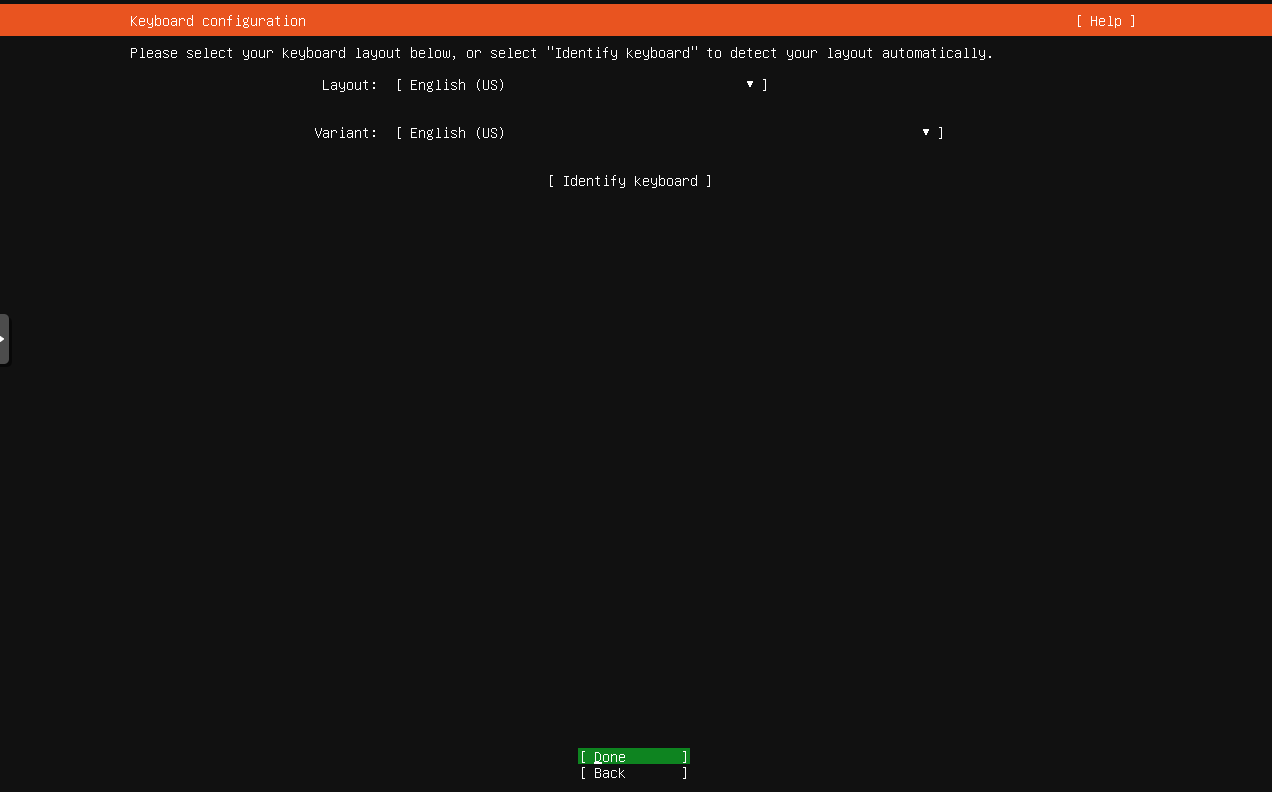 Keyboard configuration [ Help ]
Please select your keyboard layout below, or select "Identify keyboard" to detect your layout automatically.
Layout: [ English (US) ▼ ]
Variant: [ English (US) ▼ ]
[ Identify keyboard ]
[ Done ]
[ Back ]